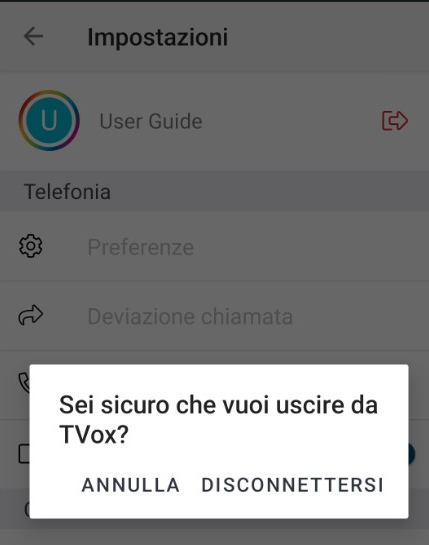 Impostazioni
U
User Guide
Telefonia
Preferenze
Deviazione chiamata
Sei sicuro che vuoi uscire da
TVox?
ANNULLA DISCONNETTERSI